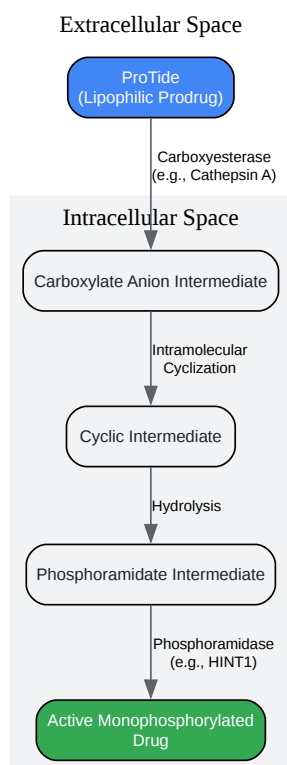 Extracellular Space
ProTide
(Lipophilic Prodrug)
Carboxyesterase
(e.g., Cathepsin A)
Intracellular Space
Carboxylate Anion Intermediate
Intramolecular
Cyclization
Cyclic Intermediate
Hydrolysis
Phosphoramidate Intermediate
Phosphoramidase
(e.g., HINT1)
Active Monophosphorylated
Drug